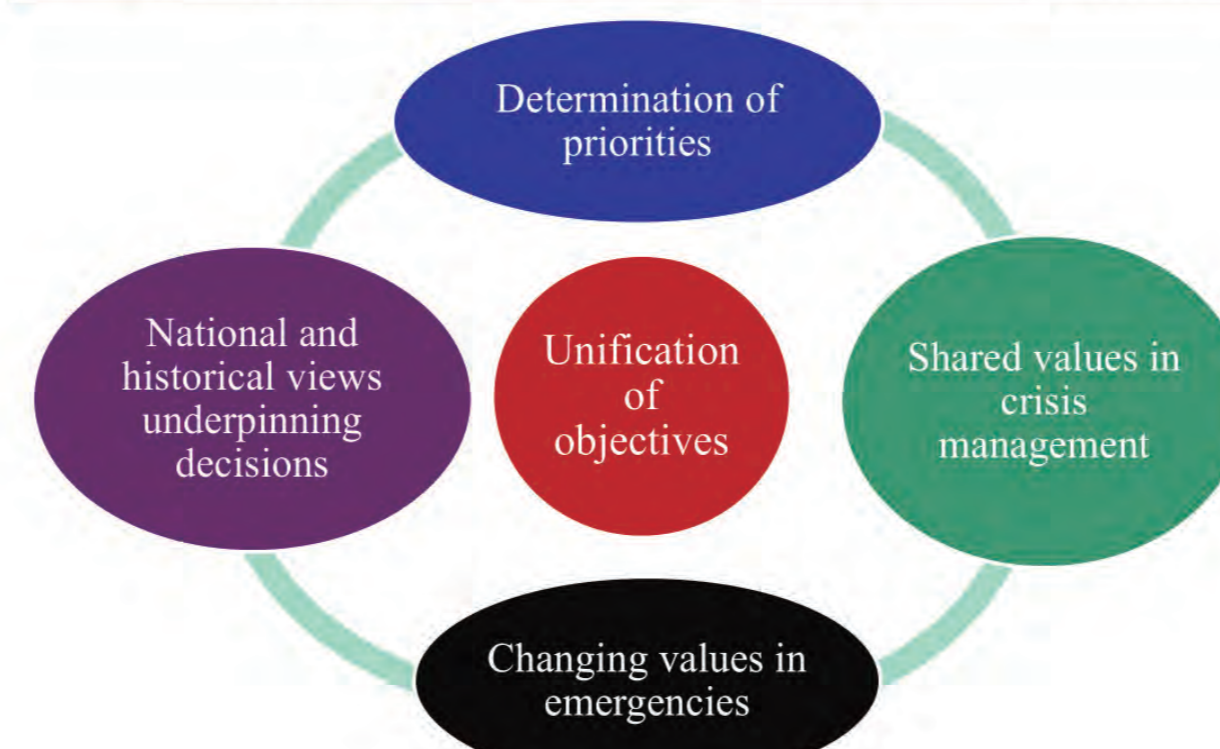 Determination of
priorities
National and
historical views
underpinning
decisions
Unification
of
objectives
Shared values in
crisis
management
Changing values in
emergencies